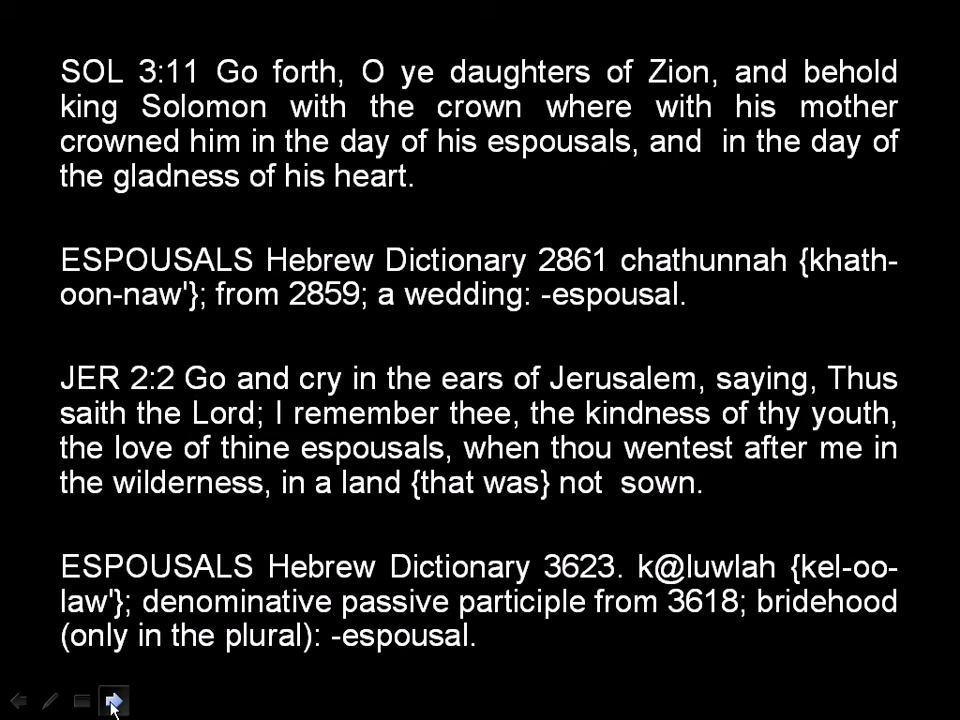 SOL 3:11 Go forth, O ye daughters of Zion, and behold
king Solomon with the crown where with his mother
crowned him in the day of his espousals, and in the day of
the gladness of his heart.
ESPOUSALS Hebrew Dictionary 2861 chathunnah {khath-
oon-naw'}; from 2859; a wedding: -espousal.
JER 2:2 Go and cry in the ears of Jerusalem, saying, Thus
saith the Lord; I remember thee, the kindness of thy youth,
the love of thine espousals, when thou wentest after me in
the wilderness, in a land {that was} not sown.
ESPOUSALS Hebrew Dictionary 3623. k@luwlah {kel-oo-
law'}; denominative passive participle from 3618; bridehood
(only in the plural): -espousal.